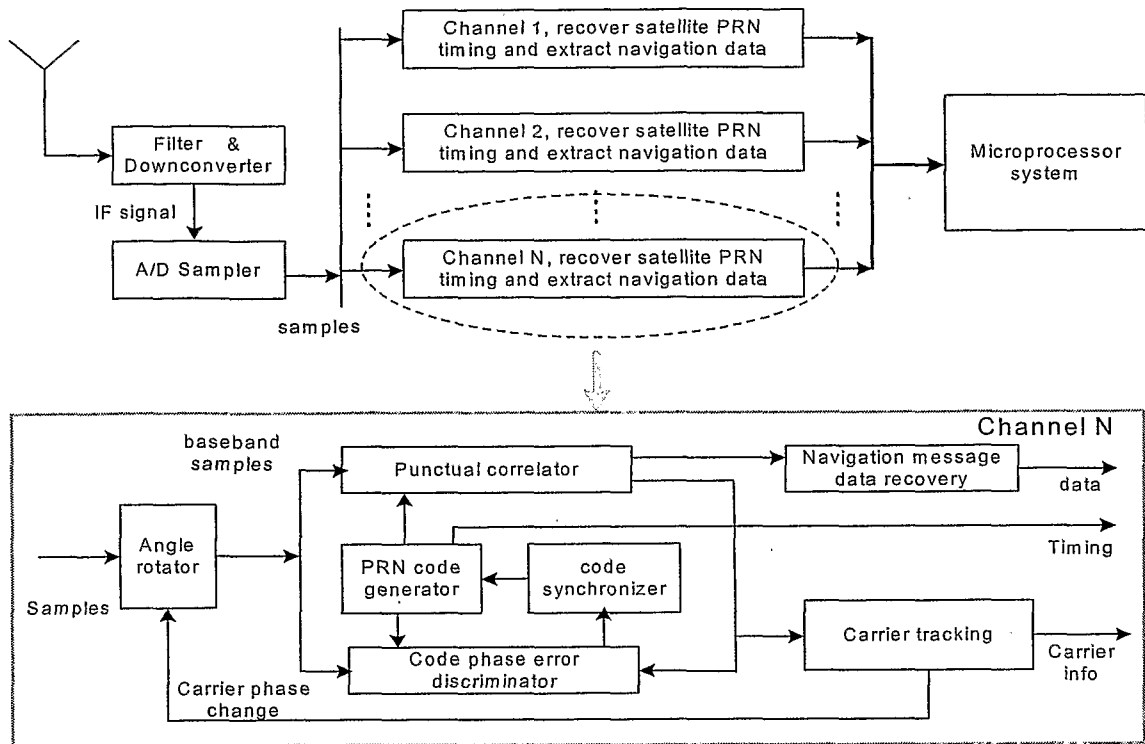 Channel 1, recover satellite PRN
timing and extract navigation data
Filter &
Downconverter
Channel 2, recover satellite PRN
timing and extract navigation data
Microprocessor
system
IF signal
A/D Sampler
Channel N, recover satellite PRN
timing and extract navigation data
samples
Channel N
baseband
samples
Punctual correlator
Navigation message
data recovery
data
Angle
rotator
PRN code
generator
code
synchronizer
Timing
Samples
Carrier tracking
Carrier
info
Code phase error
discriminator
Carrier phase
change